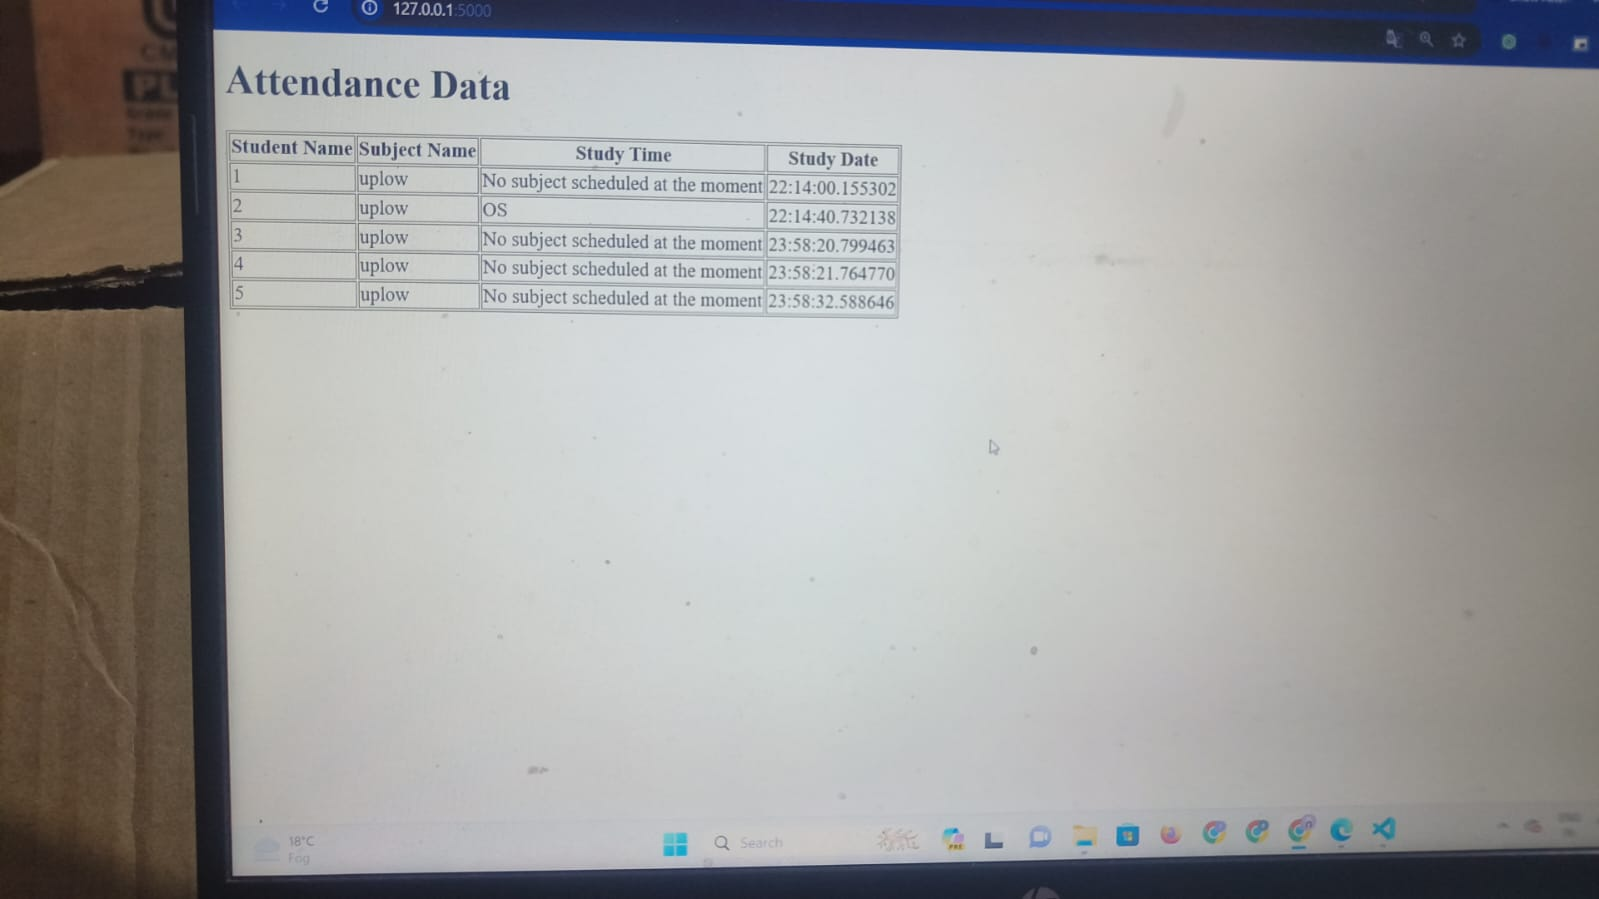 127.0.0.1:5000
Attendance Data
Student Name Subject Name Study Time Study Date
1 uplow No subject scheduled at the moment 22:14:00.155302
2 uplow OS 22:14:40.732138
3 uplow No subject scheduled at the moment 23:58:20.799463
4 uplow No subject scheduled at the moment 23:58:21.764770
5 uplow No subject scheduled at the moment 23:58:32.588646
18°C
Fog
Search
PRE